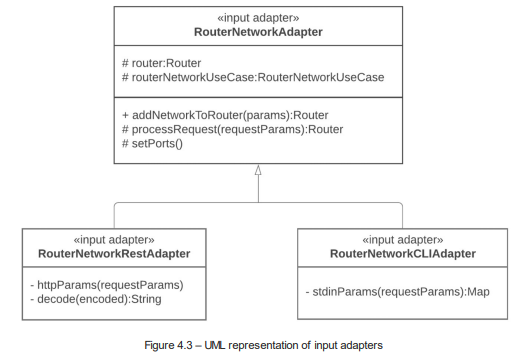 «input adapter»
RouterNetworkAdapter
# router:Router
# routerNetworkUseCase:RouterNetworkUseCase
+ addNetworkToRouter(params):Router
# processRequest(requestParams):Router
# setPorts()
«input adapter»
RouterNetworkRestAdapter
- httpParams(requestParams)
- decode(encoded):String
«input adapter»
RouterNetworkCLIAdapter
- stdinParams(requestParams):Map
Figure 4.3 – UML representation of input adapters